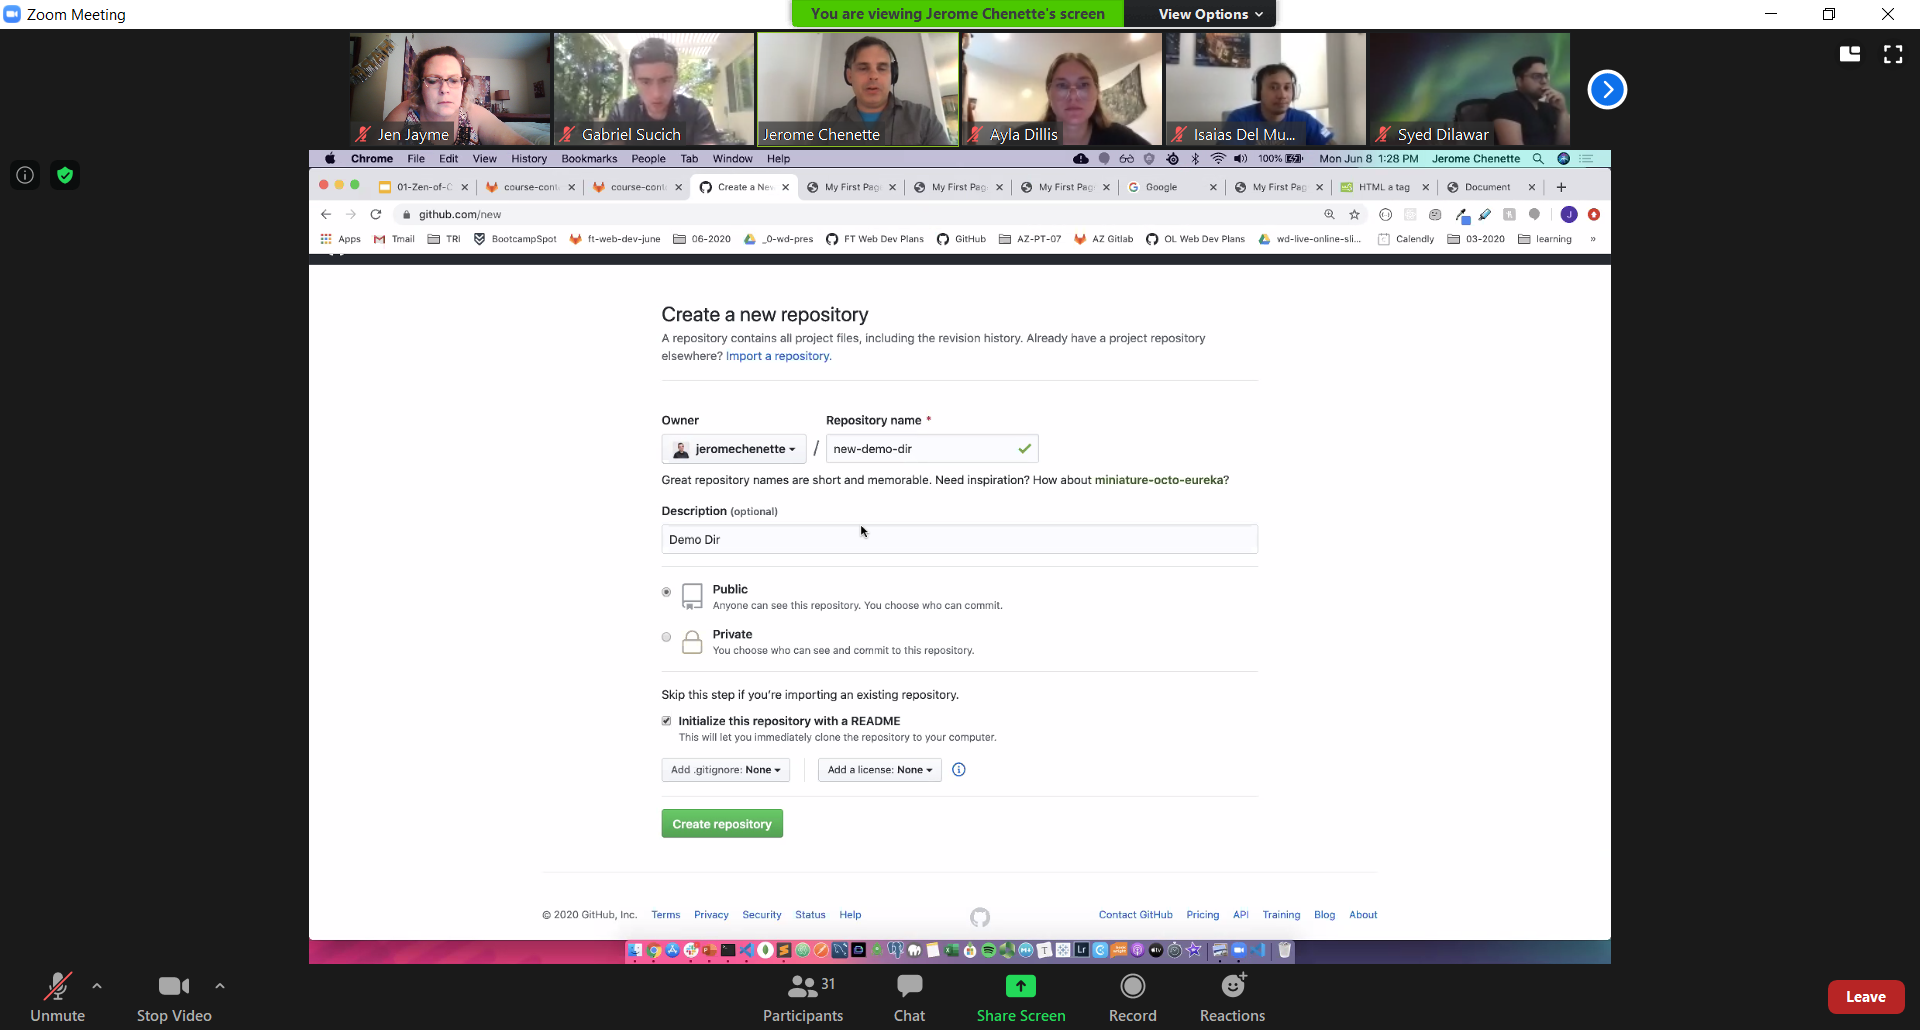 Zoom Meeting
You are viewing Jerome Chenette's screen
View Options
Jen Jayme
Gabriel Sucich
Jerome Chenette
Ayla Dillis
Isaias Del Mu...
Syed Dilawar
Chrome File Edit View History Bookmarks People Tab Window Help
100%
Mon Jun 8 1:28 PM Jerome Chenette
01-Zen-of-C
course-cont
course-cont
Create a Nev
My First Pag
My First Pag
My First Pag
Google
My First Pag
HTML a tag
Document
github.com/new
J
Apps
Tmail
TRI
BootcampSpot
ft-web-dev-june
06-2020
_0-wd-pres
FT Web Dev Plans
GitHub
AZ-PT-07
AZ Gitlab
OL Web Dev Plans
wd-live-online-sli...
Calendly
03-2020
learning
»
Create a new repository
A repository contains all project files, including the revision history. Already have a project repository
elsewhere? Import a repository.
Owner
Repository name *
jeromechenette
/
new-demo-dir
Great repository names are short and memorable. Need inspiration? How about miniature-octo-eureka?
Description (optional)
Demo Dir
Public
Anyone can see this repository. You choose who can commit.
Private
You choose who can see and commit to this repository.
Skip this step if you're importing an existing repository.
Initialize this repository with a README
This will let you immediately clone the repository to your computer.
Add .gitignore: None
Add a license: None
Create repository
© 2020 GitHub, Inc.
Terms
Privacy
Security
Status
Help
Contact GitHub
Pricing
API
Training
Blog
About
Unmute
Stop Video
31
Participants
Chat
Share Screen
Record
Reactions
Leave